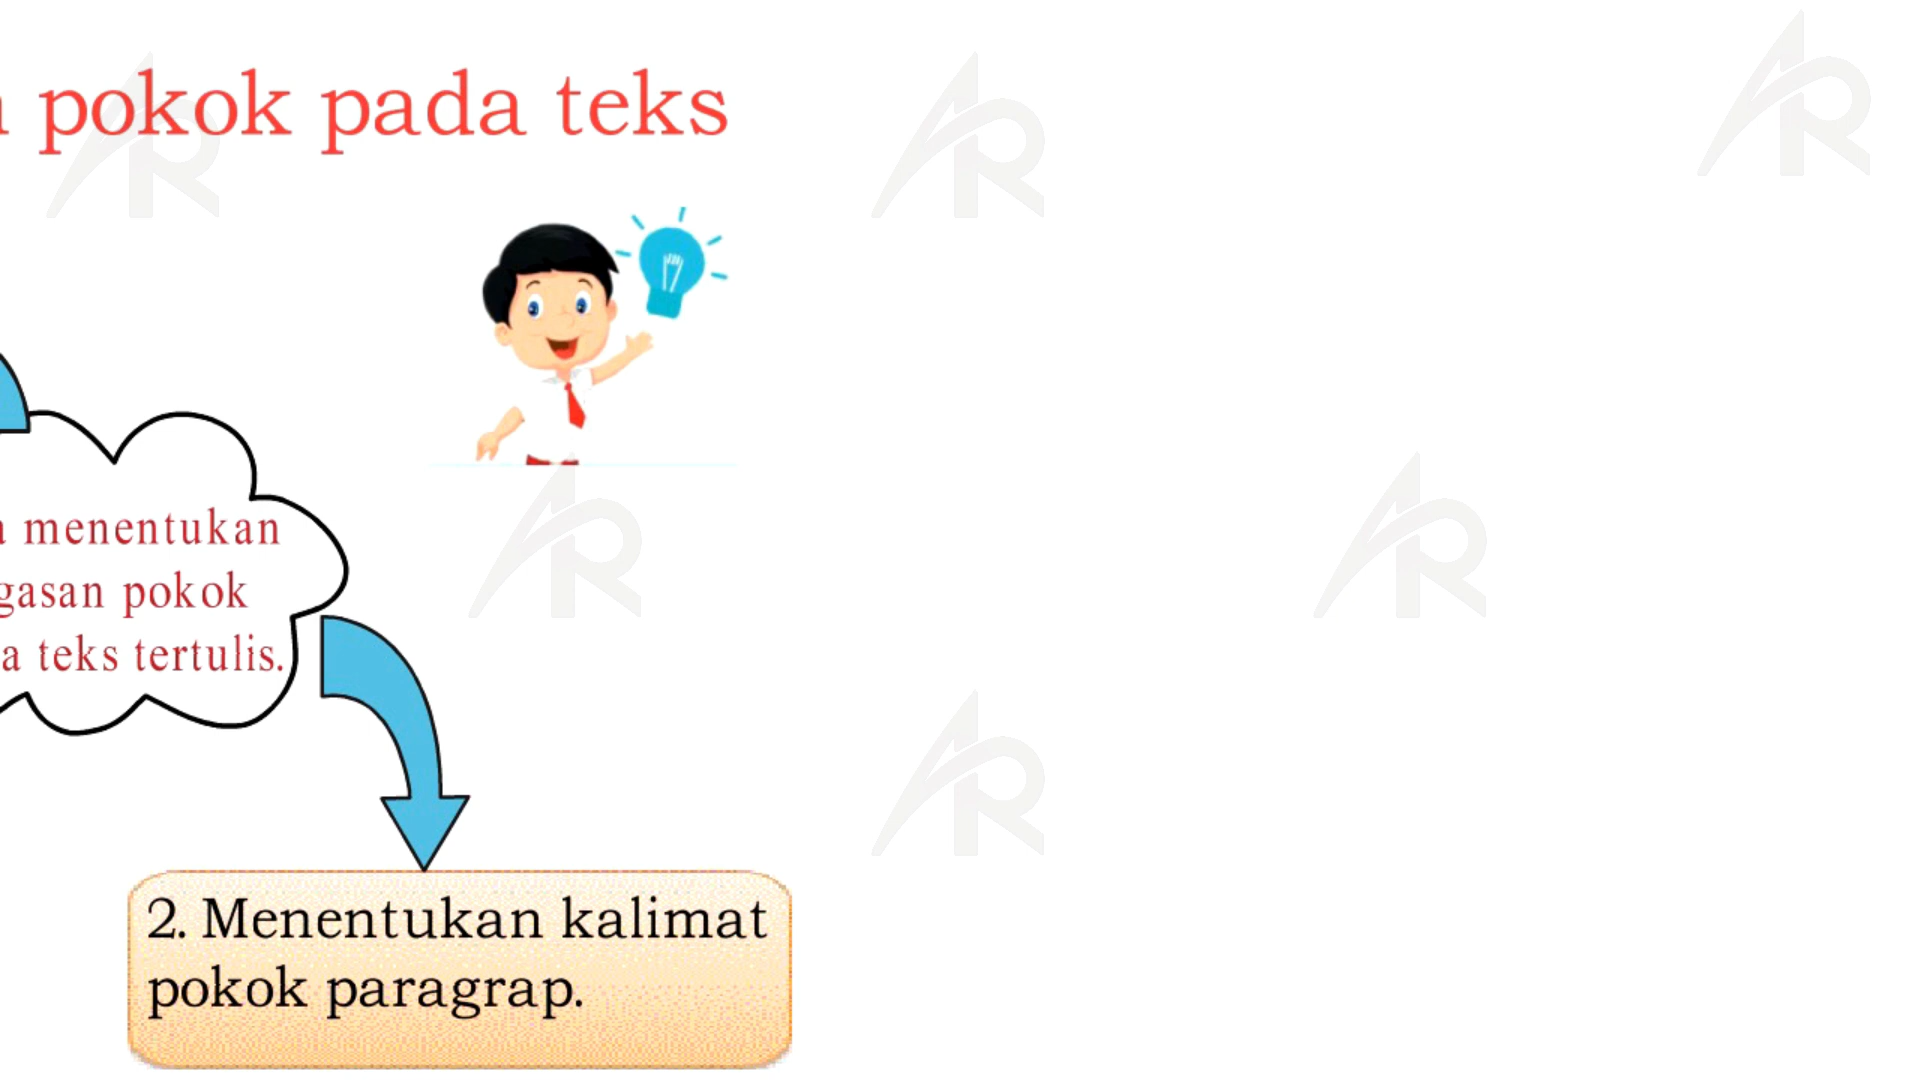 pokok pada teks
menentukan
gasan pokok
a teks tertulis.
2. Menentukan kalimat
pokok paragrap.